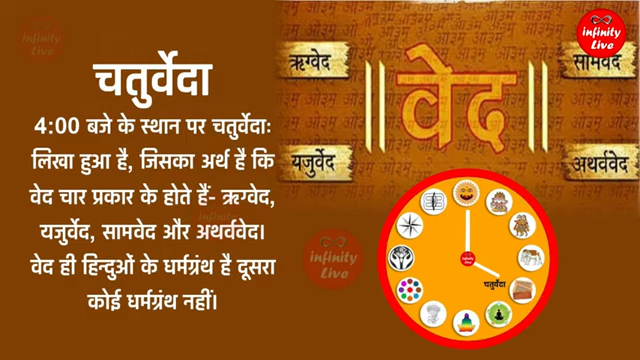 infinity
Live
चतुर्वेदा
4:00 बजे के स्थान पर चतुर्वेदाः
लिखा हुआ है, जिसका अर्थ है कि
वेद चार प्रकार के होते हैं- ऋग्वेद,
यजुर्वेद, सामवेद और अथर्ववेद।
वेद ही हिन्दुओं के धर्मग्रंथ है दूसरा
कोई धर्मग्रंथ नहीं।
infinity
Live
ऋग्वेद
सामवेद
॥वेद॥
यजुर्वेद
अथर्ववेद
infinity
Live
चतुर्वेदा